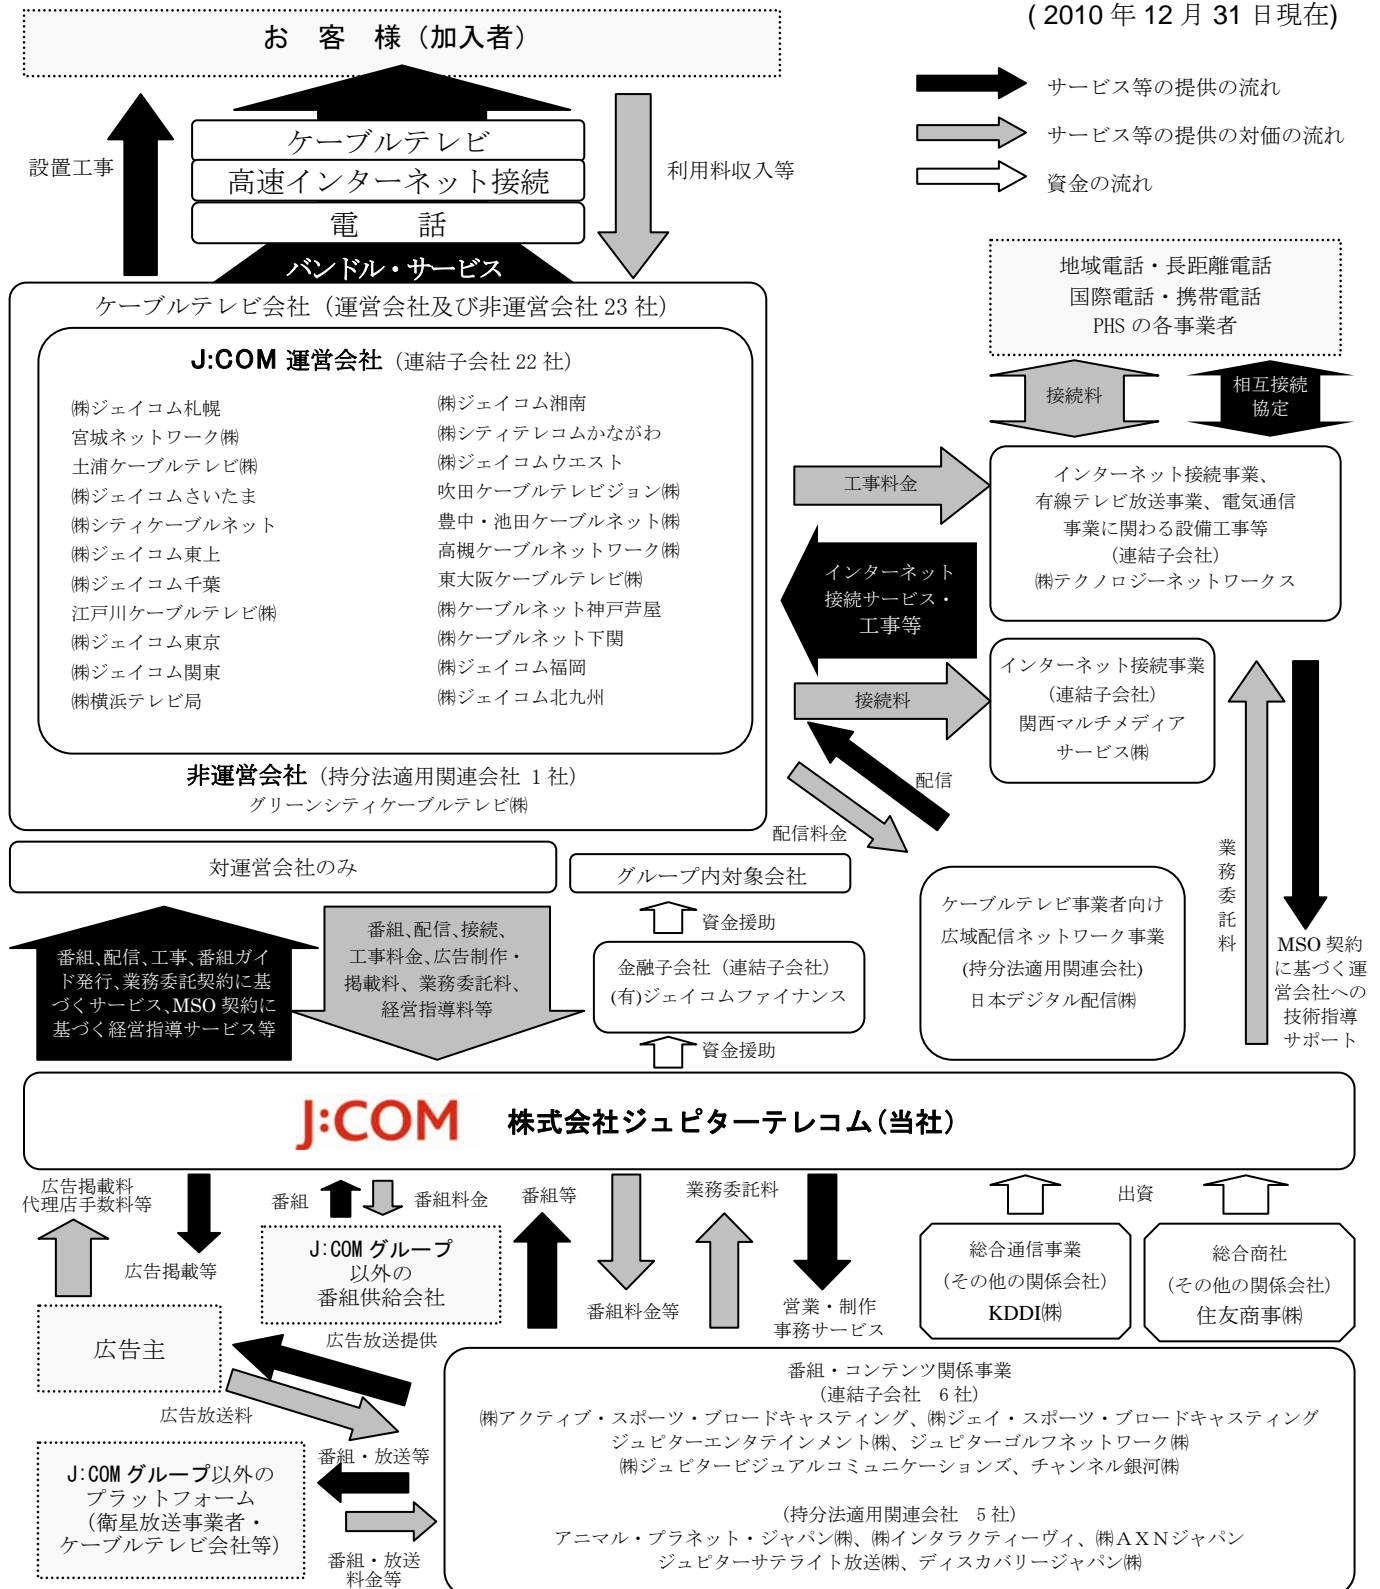 ( 2010 年 12 月 31 日現在)
お 客 様（加入者）
サービス等の提供の流れ
サービス等の提供の対価の流れ
資金の流れ
設置工事
ケーブルテレビ
高速インターネット接続
電 話
バンドル・サービス
利用料収入等
ケーブルテレビ会社（運営会社及び非運営会社 23 社）
J:COM 運営会社（連結子会社 22 社）
㈱ジェイコム札幌
宮城ネットワーク㈱
土浦ケーブルテレビ㈱
㈱ジェイコムさいたま
㈱シティケーブルネット
㈱ジェイコム東上
㈱ジェイコム千葉
江戸川ケーブルテレビ㈱
㈱ジェイコム東京
㈱ジェイコム関東
㈱横浜テレビ局
㈱ジェイコム湘南
㈱シティテレコムかながわ
㈱ジェイコムウエスト
吹田ケーブルテレビジョン㈱
豊中・池田ケーブルネット㈱
高槻ケーブルネットワーク㈱
東大阪ケーブルテレビ㈱
㈱ケーブルネット神戸芦屋
㈱ケーブルネット下関
㈱ジェイコム福岡
㈱ジェイコム北九州
非運営会社（持分法適用関連会社 1 社）
グリーンシティケーブルテレビ㈱
地域電話・長距離電話
国際電話・携帯電話
PHS の各事業者
接続料
相互接続
協定
工事料金
インターネット接続事業、
有線テレビ放送事業、電気通信
事業に関わる設備工事等
（連結子会社）
㈱テクノロジーネットワークス
インターネット
接続サービス・
工事等
接続料
インターネット接続事業
（連結子会社）
関西マルチメディア
サービス㈱
配信
配信料金
ケーブルテレビ事業者向け
広域配信ネットワーク事業
(持分法適用関連会社)
日本デジタル配信㈱
業務委託料
MSO 契約
に基づく運
営会社への
技術指導
サポート
対運営会社のみ
グループ内対象会社
資金援助
番組、配信、工事、番組ガイ
ド発行、業務委託契約に基
づくサービス、MSO 契約に
基づく経営指導サービス等
番組、配信、接続、
工事料金、広告制作・
掲載料、業務委託料、
経営指導料等
金融子会社（連結子会社）
(有)ジェイコムファイナンス
資金援助
J:COM 株式会社ジュピターテレコム（当社）
広告掲載料
代理店手数料等
広告掲載等
番組
番組料金
J:COM グループ
以外の
番組供給会社
番組等
番組料金等
業務委託料
営業・制作
事務サービス
出資
総合通信事業
(その他の関係会社)
KDDI㈱
総合商社
(その他の関係会社)
住友商事㈱
広告主
広告放送提供
広告放送料
番組・放送等
J:COM グループ以外の
プラットフォーム
（衛星放送事業者・
ケーブルテレビ会社等）
番組・放送
料金等
番組・コンテンツ関係事業
（連結子会社 6 社）
㈱アクティブ・スポーツ・ブロードキャスティング、㈱ジェイ・スポーツ・ブロードキャスティング
ジュピターエンタテインメント㈱、ジュピターゴルフネットワーク㈱
㈱ジュピタービジュアルコミュニケーションズ、チャンネル銀河㈱
(持分法適用関連会社 5 社)
アニマル・プラネット・ジャパン㈱、㈱インタラクティーヴィ、㈱ＡＸＮジャパン
ジュピターサテライト放送㈱、ディスカバリージャパン㈱